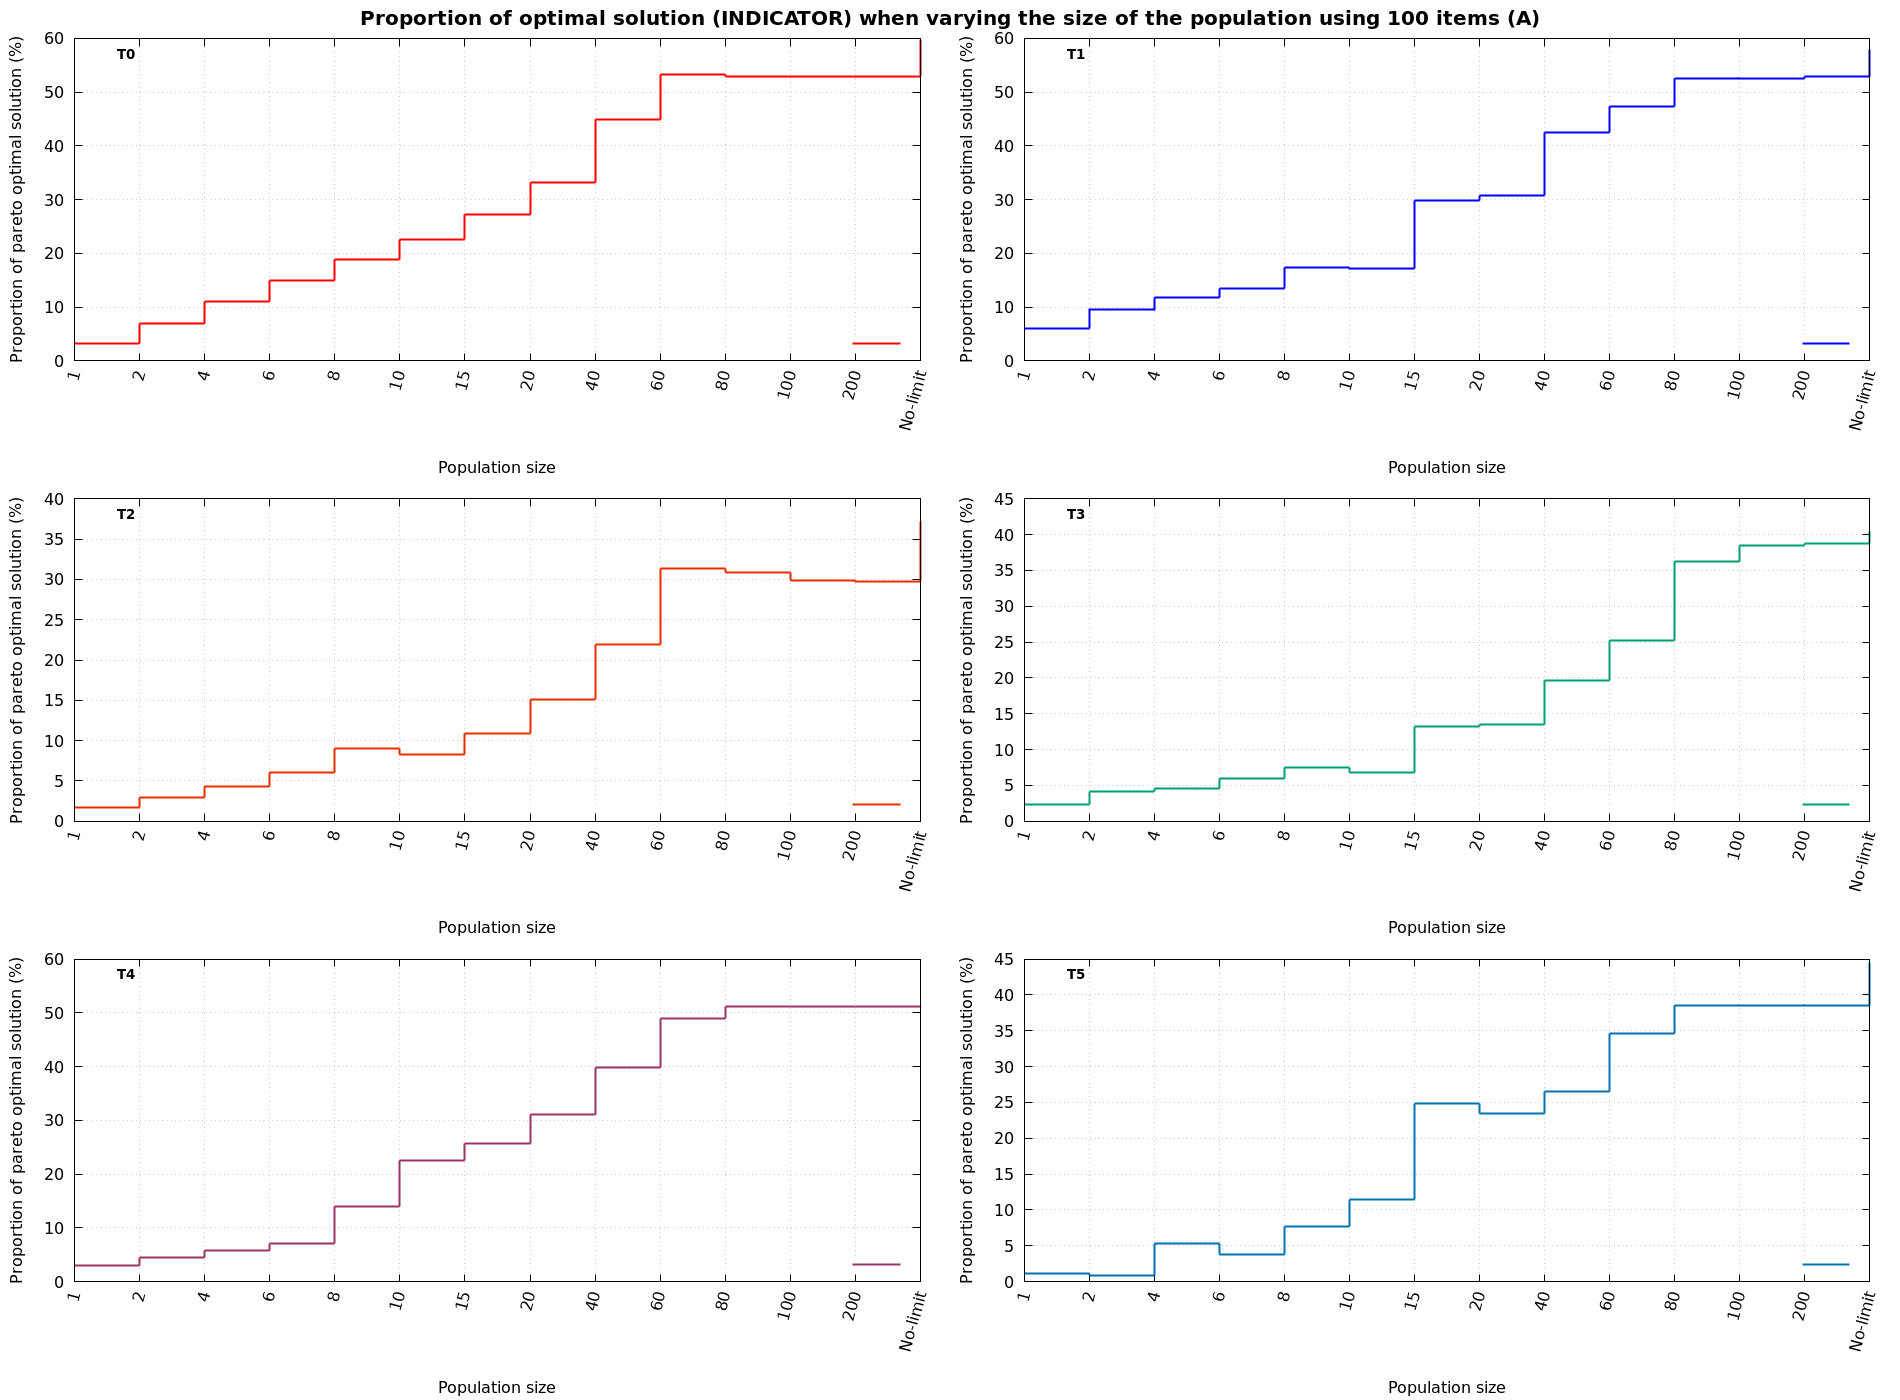 Proportion of optimal solution (INDICATOR) when varying the size of the population using 100 items (A)
Proportion of pareto optimal solution (%)
60
50
40
30
20
10
0
T0
1 2 4 6 8 10 15 20 40 60 80 100 200 No-limit
Population size
Proportion of pareto optimal solution (%)
60
50
40
30
20
10
0
T1
1 2 4 6 8 10 15 20 40 60 80 100 200 No-limit
Population size
Proportion of pareto optimal solution (%)
40
35
30
25
20
15
10
5
0
T2
1 2 4 6 8 10 15 20 40 60 80 100 200 No-limit
Population size
Proportion of pareto optimal solution (%)
45
40
35
30
25
20
15
10
5
0
T3
1 2 4 6 8 10 15 20 40 60 80 100 200 No-limit
Population size
Proportion of pareto optimal solution (%)
60
50
40
30
20
10
0
T4
1 2 4 6 8 10 15 20 40 60 80 100 200 No-limit
Population size
Proportion of pareto optimal solution (%)
45
40
35
30
25
20
15
10
5
0
T5
1 2 4 6 8 10 15 20 40 60 80 100 200 No-limit
Population size